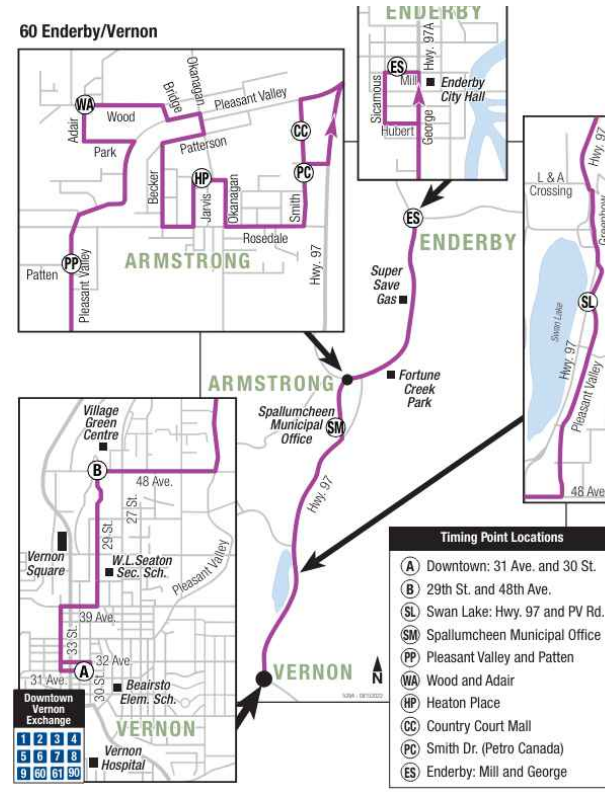 60 Enderby/Vernon
WA
Wood
Adair
Park
Bridge
Okanagan
Pleasant Valley
Patterson
Becker
HP
Jarvis
Okanagan
CC
PC
Smith
Rosedale
Hwy. 97
ARMSTRONG
Patten
PP
Pleasant Valley
ENDERBY
Hwy. 97A
ES
Mill
Enderby
City Hall
Sicamous
George
Hubert
L & A
Crossing
Hwy. 97
Greenhow
SL
Swan Lake
Hwy. 97
Pleasant Valley
48 Ave
ES
ENDERBY
Super
Save
Gas
ARMSTRONG
Fortune
Creek
Park
Spallumcheen
Municipal
Office
SM
Hwy. 97
VERNON
N
Village
Green
Centre
B
48 Ave.
29 St.
27 St.
Vernon
Square
W.L.Seaton
Sec. Sch.
Pleasant Valley
39 Ave.
33 St.
32 Ave.
31 Ave.
A
30 St.
Beairsto
Elem. Sch.
VERNON
Vernon
Hospital
Downtown
Vernon
Exchange
1 2 3 4
5 6 7 8
9 60 61 90
Timing Point Locations
A Downtown: 31 Ave. and 30 St.
B 29th St. and 48th Ave.
SL Swan Lake: Hwy. 97 and PV Rd.
SM Spallumcheen Municipal Office
PP Pleasant Valley and Patten
WA Wood and Adair
HP Heaton Place
CC Country Court Mall
PC Smith Dr. (Petro Canada)
ES Enderby: Mill and George